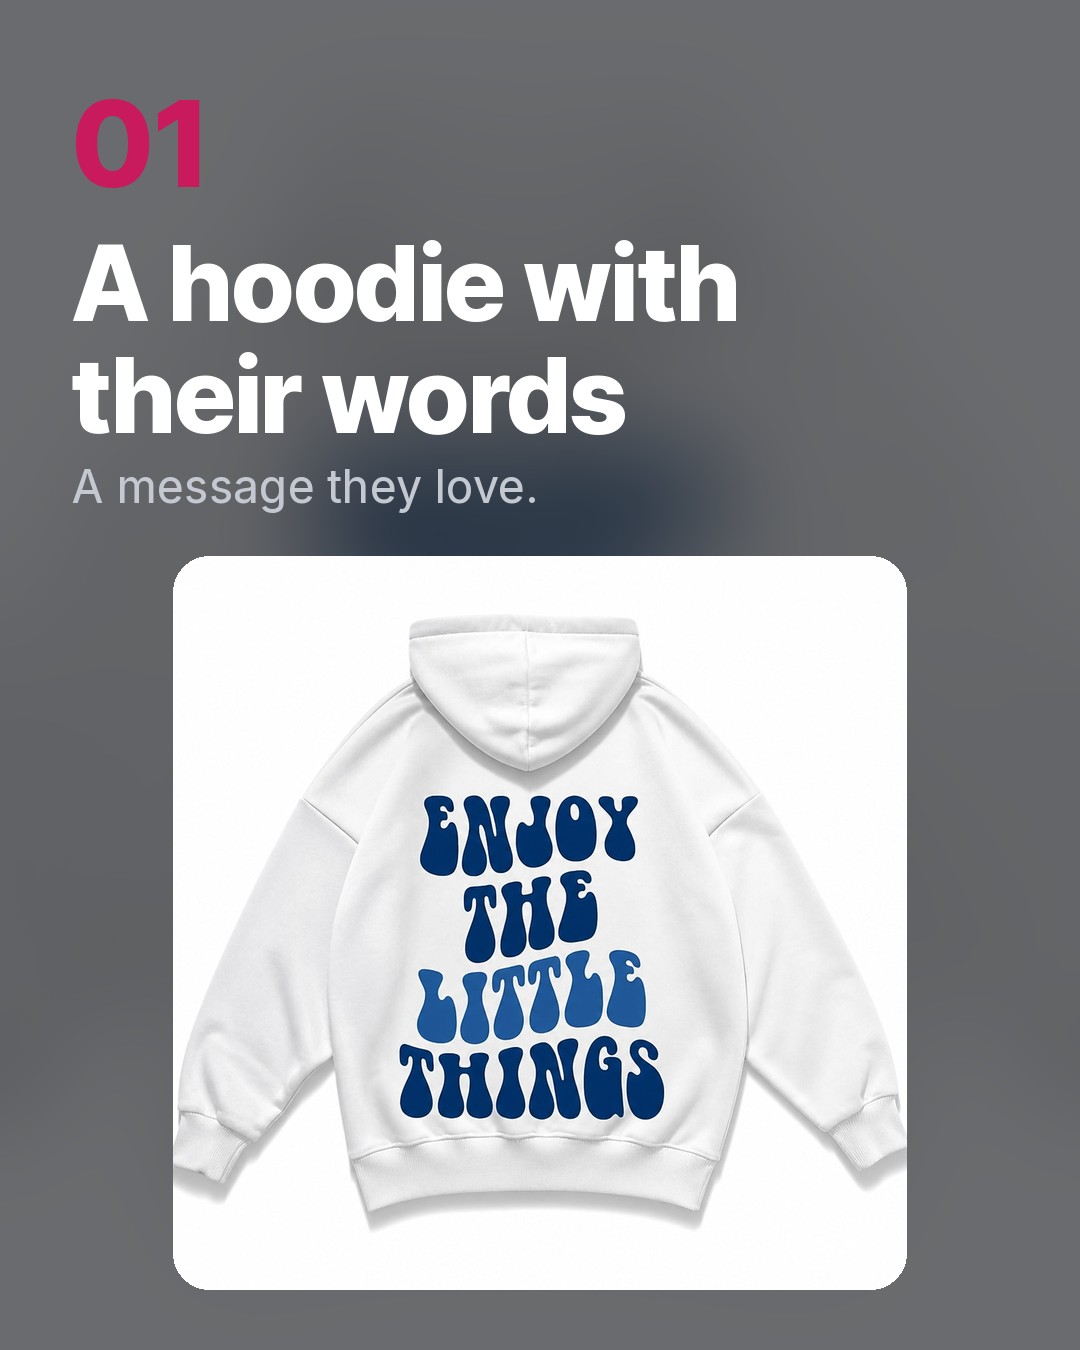 01
A hoodie with
their words
A message they love.
ENJOY
THE
LITTLE
THINGS